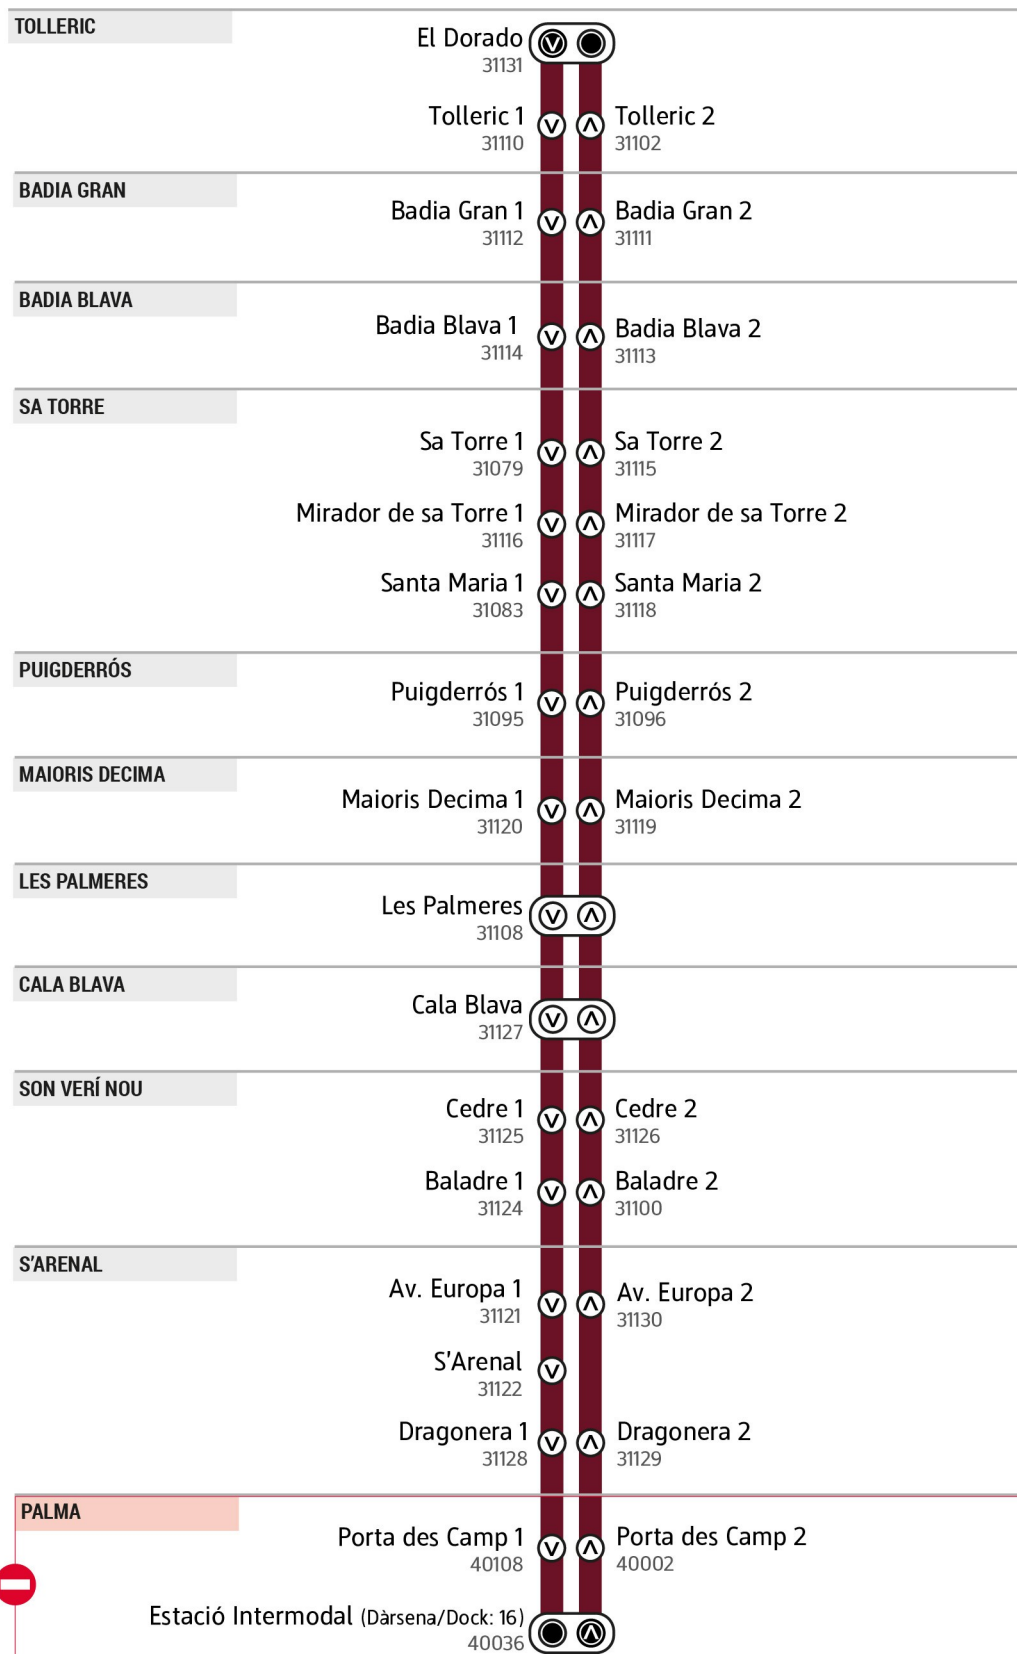 TOLLERIC
El Dorado
31131
Tolleric 1
31110
Tolleric 2
31102
BADIA GRAN
Badia Gran 1
31112
Badia Gran 2
31111
BADIA BLAVA
Badia Blava 1
31114
Badia Blava 2
31113
SA TORRE
Sa Torre 1
31079
Sa Torre 2
31115
Mirador de sa Torre 1
31116
Mirador de sa Torre 2
31117
Santa Maria 1
31083
Santa Maria 2
31118
PUIGDERRÓS
Puigderrós 1
31095
Puigderrós 2
31096
MAIORIS DECIMA
Maioris Decima 1
31120
Maioris Decima 2
31119
LES PALMERES
Les Palmeres
31108
CALA BLAVA
Cala Blava
31127
SON VERÍ NOU
Cedre 1
31125
Cedre 2
31126
Baladre 1
31124
Baladre 2
31100
S'ARENAL
Av. Europa 1
31121
Av. Europa 2
31130
S'Arenal
31122
Dragonera 1
31128
Dragonera 2
31129
PALMA
Porta des Camp 1
40108
Porta des Camp 2
40002
Estació Intermodal (Dàrsena/Dock: 16)
40036